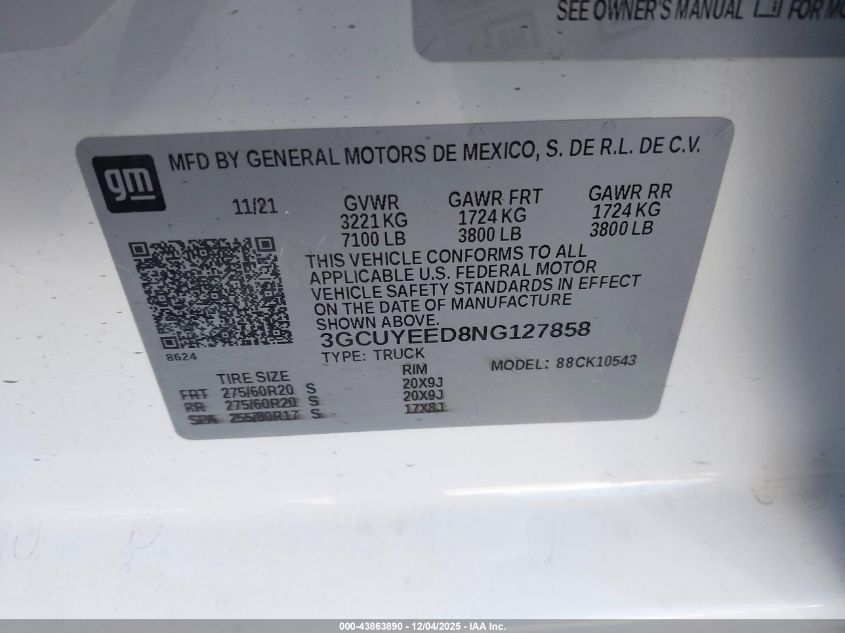 SEE OWNER'S MANUAL FOR
gm
MFD BY GENERAL MOTORS DE MEXICO, S. DE R.L. DE C.V.
11/21 GVWR GAWR FRT GAWR RR
3221 KG 1724 KG 1724 KG
7100 LB 3800 LB 3800 LB
THIS VEHICLE CONFORMS TO ALL
APPLICABLE U.S. FEDERAL MOTOR
VEHICLE SAFETY STANDARDS IN EFFECT
ON THE DATE OF MANUFACTURE
SHOWN ABOVE.
3GCUYEED8NG127858
8624
TYPE: TRUCK MODEL: 88CK10543
TIRE SIZE RIM
FRT 275/60R20 S 20X9J
RR 275/60R20 S 20X9J
SPA 255/80R17 S 17X8J
000-43863890 - 12/04/2025 - IAA Inc.